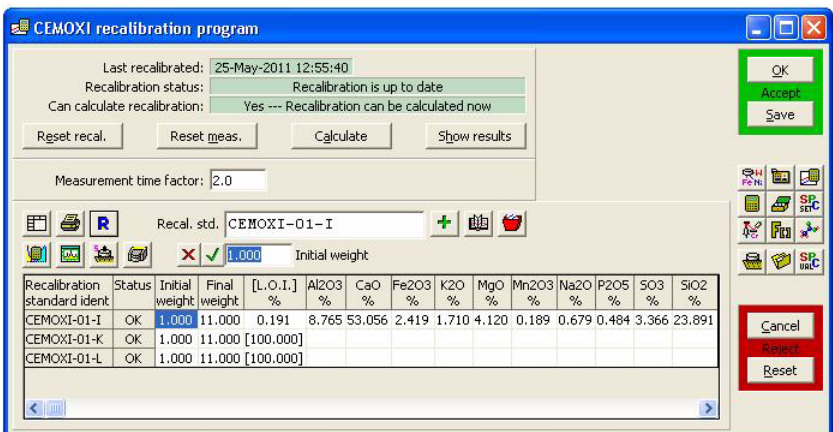 CEMOXI recalibration program
Last recalibrated: 25-May-2011 12:55:40
Recalibration status: Recalibration is up to date
Can calculate recalibration: Yes --- Recalibration can be calculated now
Reset recal. Reset meas. Calculate Show results
Measurement time factor: 2.0
R Recal. std. CEMOXI-01-I
1.000 Initial weight
Recalibration Status Initial Final [L.O.I.] Al2O3 CaO Fe2O3 K2O MgO Mn2O3 Na2O P2O5 SO3 SiO2
standard ident weight weight % % % % % % % % % % %
CEMOXI-01-I OK 1.000 11.000 0.191 8.765 53.056 2.419 1.710 4.120 0.189 0.679 0.484 3.366 23.891
CEMOXI-01-K OK 1.000 11.000 [100.000]
CEMOXI-01-L OK 1.000 11.000 [100.000]
OK
Accept
Save
Cancel
Reject
Reset